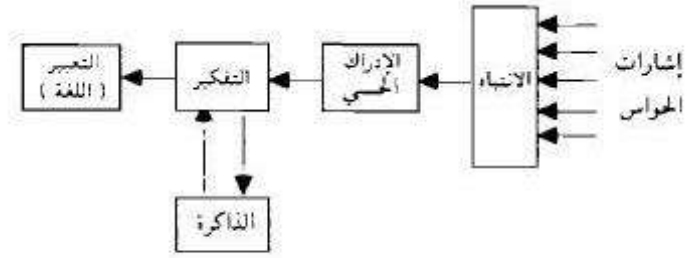 إشارات
الحواس
الانتباه
الإدراك
الحسي
التفكير
التعبير
( اللغة )
الذاكرة